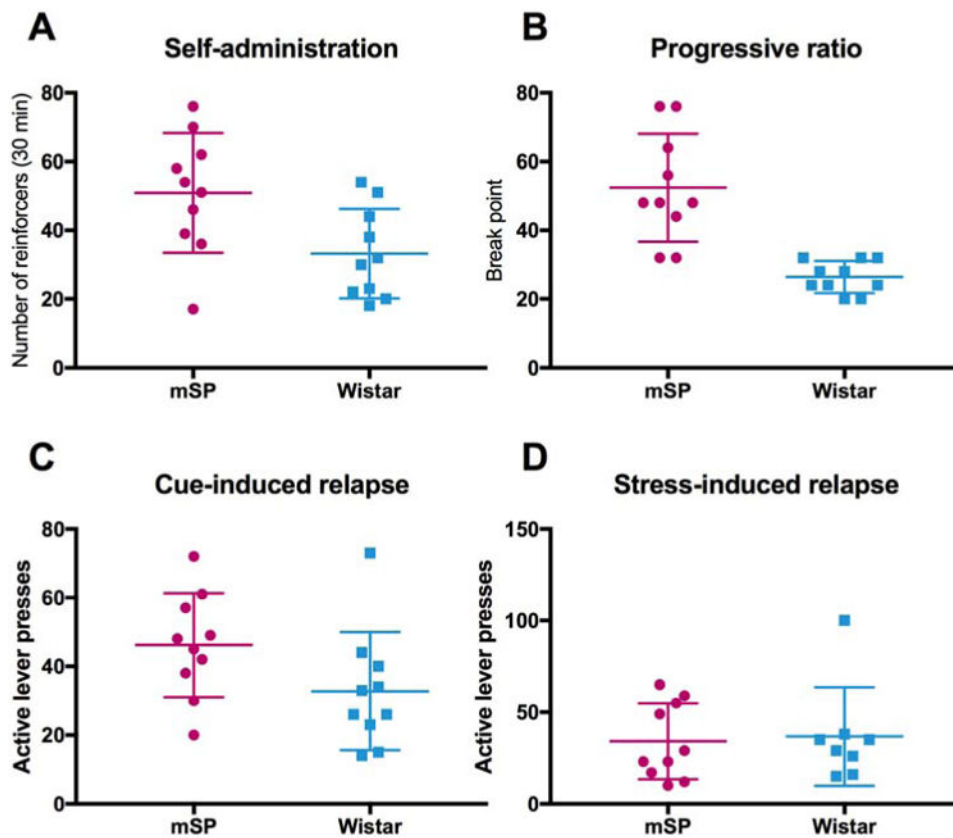 A
Self-administration
Number of reinforcers (30 min)
80
60
40
20
0
mSP
Wistar
B
Progressive ratio
Break point
80
60
40
20
0
mSP
Wistar
C
Cue-induced relapse
Active lever presses
80
60
40
20
0
mSP
Wistar
D
Stress-induced relapse
Active lever presses
150
100
50
0
mSP
Wistar